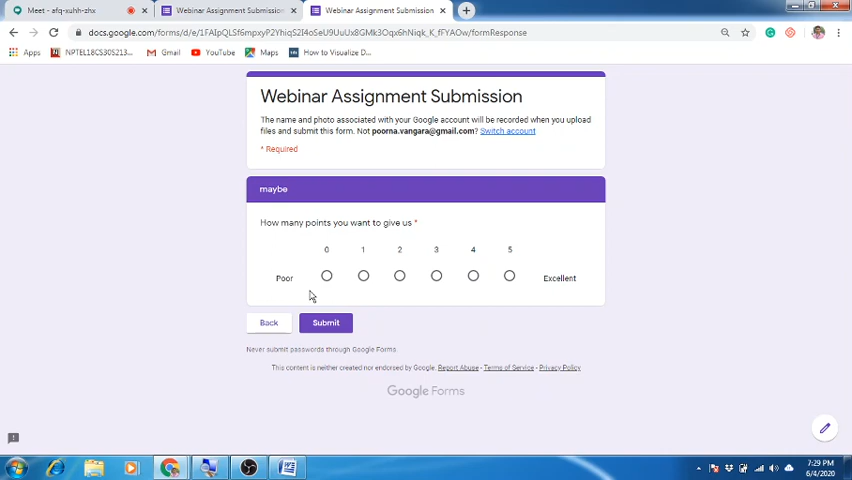 Meet - afq-xuhh-zhx
Webinar Assignment Submission
Webinar Assignment Submission
docs.google.com/forms/d/e/1FAIpQLSf6mpxyP2YhiqS2I4oSeU9UuUx8GMk3Oqx6hNiqk_K_fFYAOw/formResponse
Apps
NPTEL18CS30S213...
Gmail
YouTube
Maps
How to Visualize D...
Webinar Assignment Submission
The name and photo associated with your Google account will be recorded when you upload
files and submit this form. Not poorna.vangara@gmail.com? Switch account
* Required
maybe
How many points you want to give us *
0 1 2 3 4 5
Poor Excellent
Back Submit
Never submit passwords through Google Forms.
This content is neither created nor endorsed by Google. Report Abuse - Terms of Service - Privacy Policy
Google Forms
7:29 PM
6/4/2020